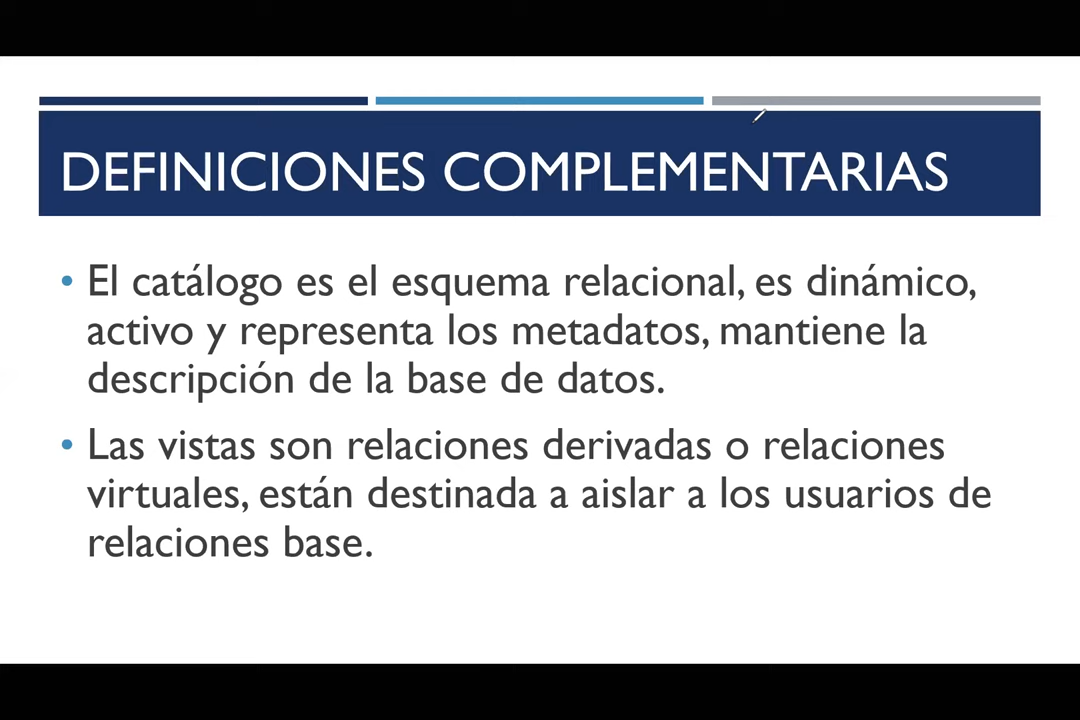 DEFINICIONES COMPLEMENTARIAS
• El catálogo es el esquema relacional, es dinámico,
activo y representa los metadatos, mantiene la
descripción de la base de datos.
• Las vistas son relaciones derivadas o relaciones
virtuales, están destinada a aislar a los usuarios de
relaciones base.